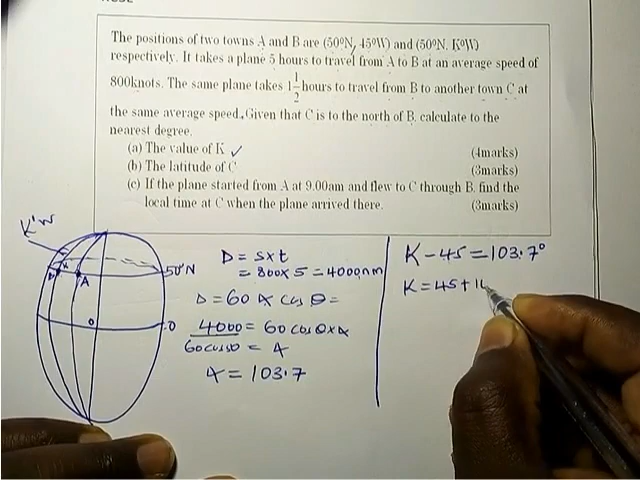 The positions of two towns A and B are (50ºN, 45ºW) and (50ºN. KºW)
respectively. It takes a plane 5 hours to travel from A to B at an average speed of
800knots. The same plane takes 1 1/2 hours to travel from B to another town C at
the same average speed. Given that C is to the north of B, calculate to the
nearest degree,
(a) The value of K ✓ (4marks)
(b) The latitude of C (3marks)
(c) If the plane started from A at 9.00am and flew to C through B, find the
local time at C when the plane arrived there. (3marks)
K°W
50°N
A
0
0
D = s x t
= 800 x 5 = 4000nm
D = 60 α cos θ =
4000 = 60 cos θ x α
60cos50 = α
α = 103.7
K - 45 = 103.7°
K = 45 + 1